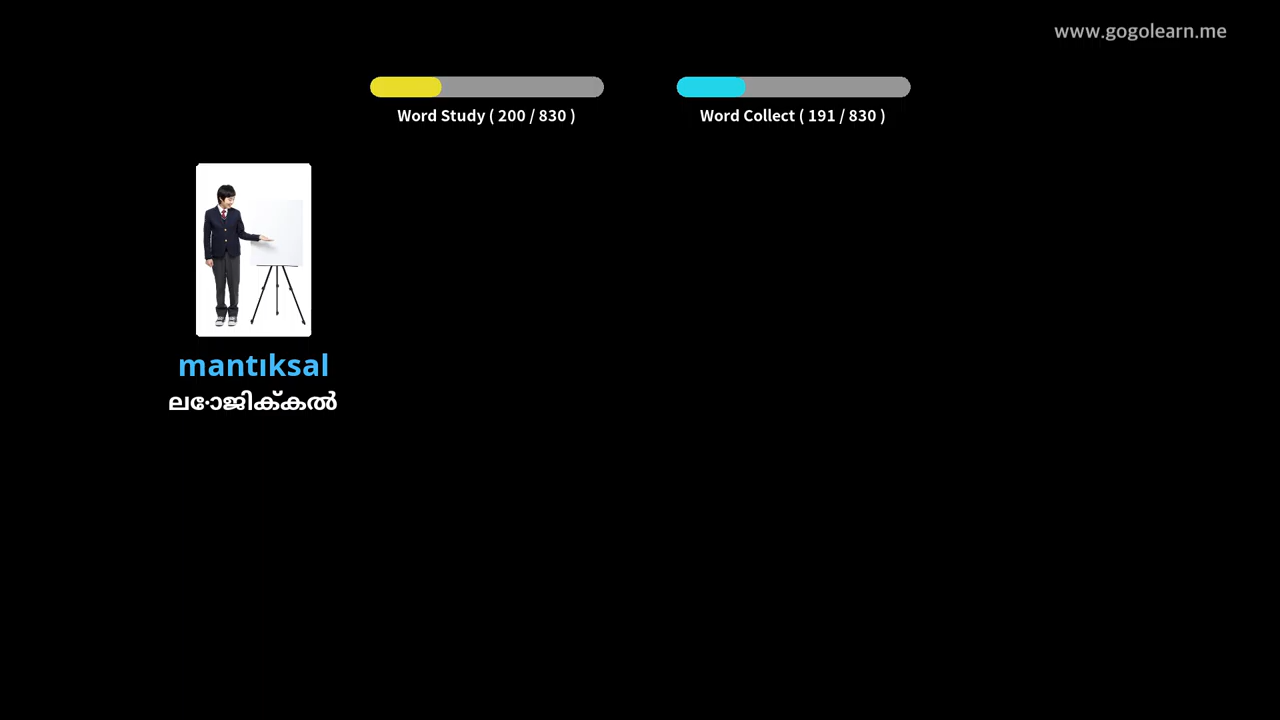 www.gogolearn.me
Word Study ( 200 / 830 )
Word Collect ( 191 / 830 )
mantıksal
ലോജിക്കൽ